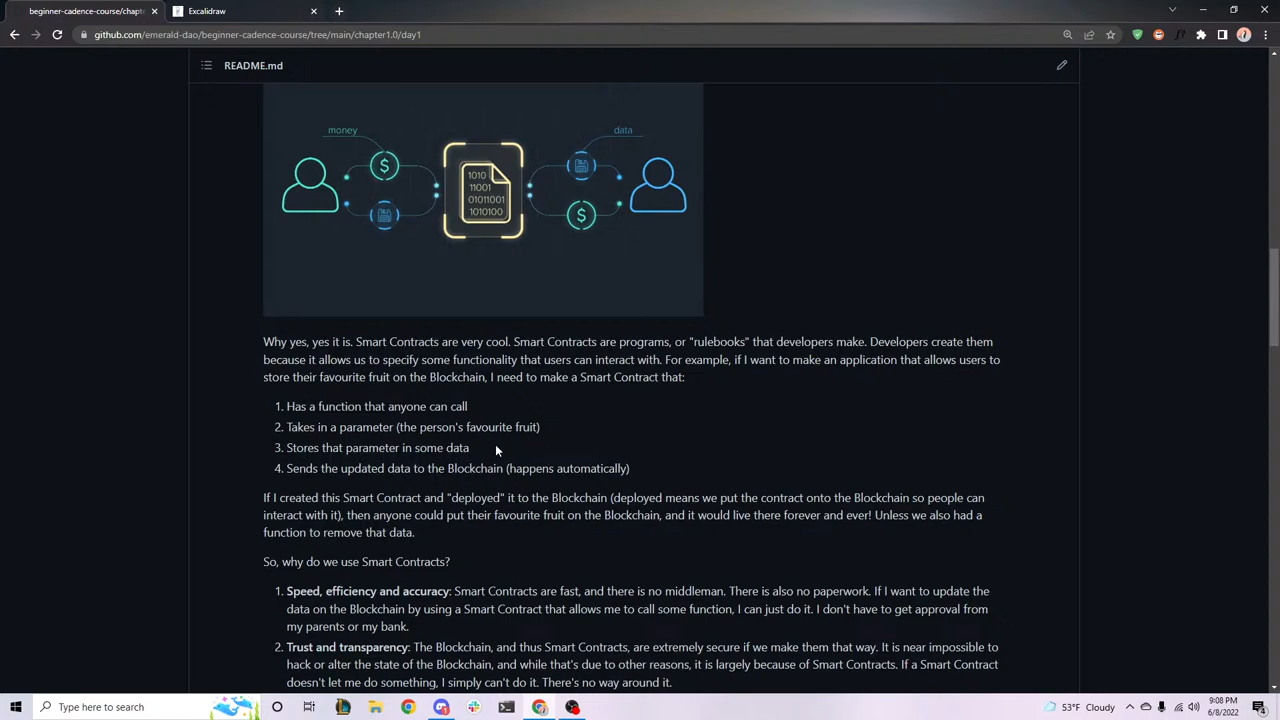 beginner-cadence-course/chapte
Excalidraw
github.com/emerald-dao/beginner-cadence-course/tree/main/chapter1.0/day1
README.md
money
data
1010
11001
01011001
1010100
Why yes, yes it is. Smart Contracts are very cool. Smart Contracts are programs, or "rulebooks" that developers make. Developers create them
because it allows us to specify some functionality that users can interact with. For example, if I want to make an application that allows users to
store their favourite fruit on the Blockchain, I need to make a Smart Contract that:
1. Has a function that anyone can call
2. Takes in a parameter (the person's favourite fruit)
3. Stores that parameter in some data
4. Sends the updated data to the Blockchain (happens automatically)
If I created this Smart Contract and "deployed" it to the Blockchain (deployed means we put the contract onto the Blockchain so people can
interact with it), then anyone could put their favourite fruit on the Blockchain, and it would live there forever and ever! Unless we also had a
function to remove that data.
So, why do we use Smart Contracts?
1. Speed, efficiency and accuracy: Smart Contracts are fast, and there is no middleman. There is also no paperwork. If I want to update the
data on the Blockchain by using a Smart Contract that allows me to call some function, I can just do it. I don't have to get approval from
my parents or my bank.
2. Trust and transparency: The Blockchain, and thus Smart Contracts, are extremely secure if we make them that way. It is near impossible to
hack or alter the state of the Blockchain, and while that's due to other reasons, it is largely because of Smart Contracts. If a Smart Contract
doesn't let me do something, I simply can't do it. There's no way around it.
Type here to search
53°F Cloudy
9:08 PM
6/8/2022
4